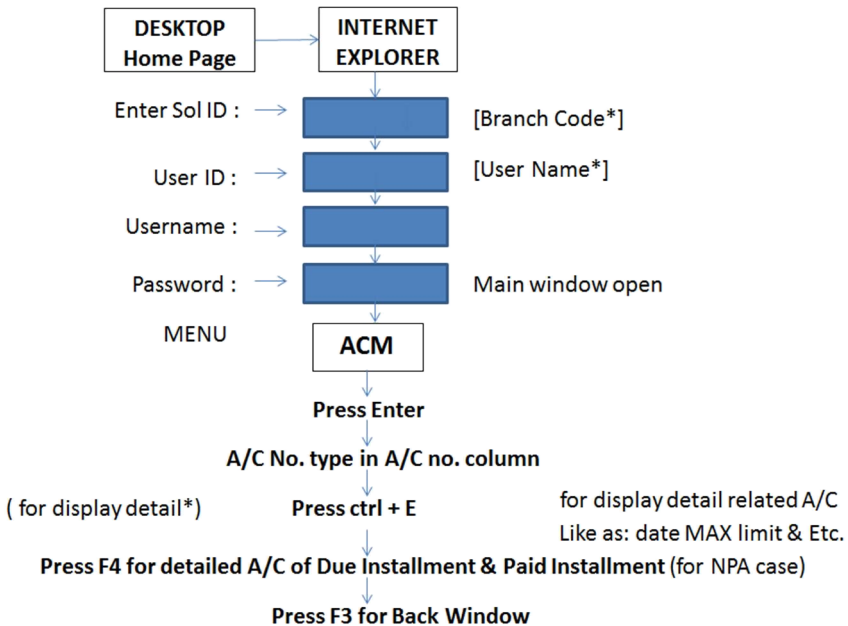 DESKTOP
Home Page
INTERNET
EXPLORER
Enter Sol ID :
[Branch Code*]
User ID :
[User Name*]
Username :
Password :
Main window open
MENU
ACM
Press Enter
A/C No. type in A/C no. column
( for display detail*)
Press ctrl + E
for display detail related A/C
Like as: date MAX limit & Etc.
Press F4 for detailed A/C of Due Installment & Paid Installment (for NPA case)
Press F3 for Back Window